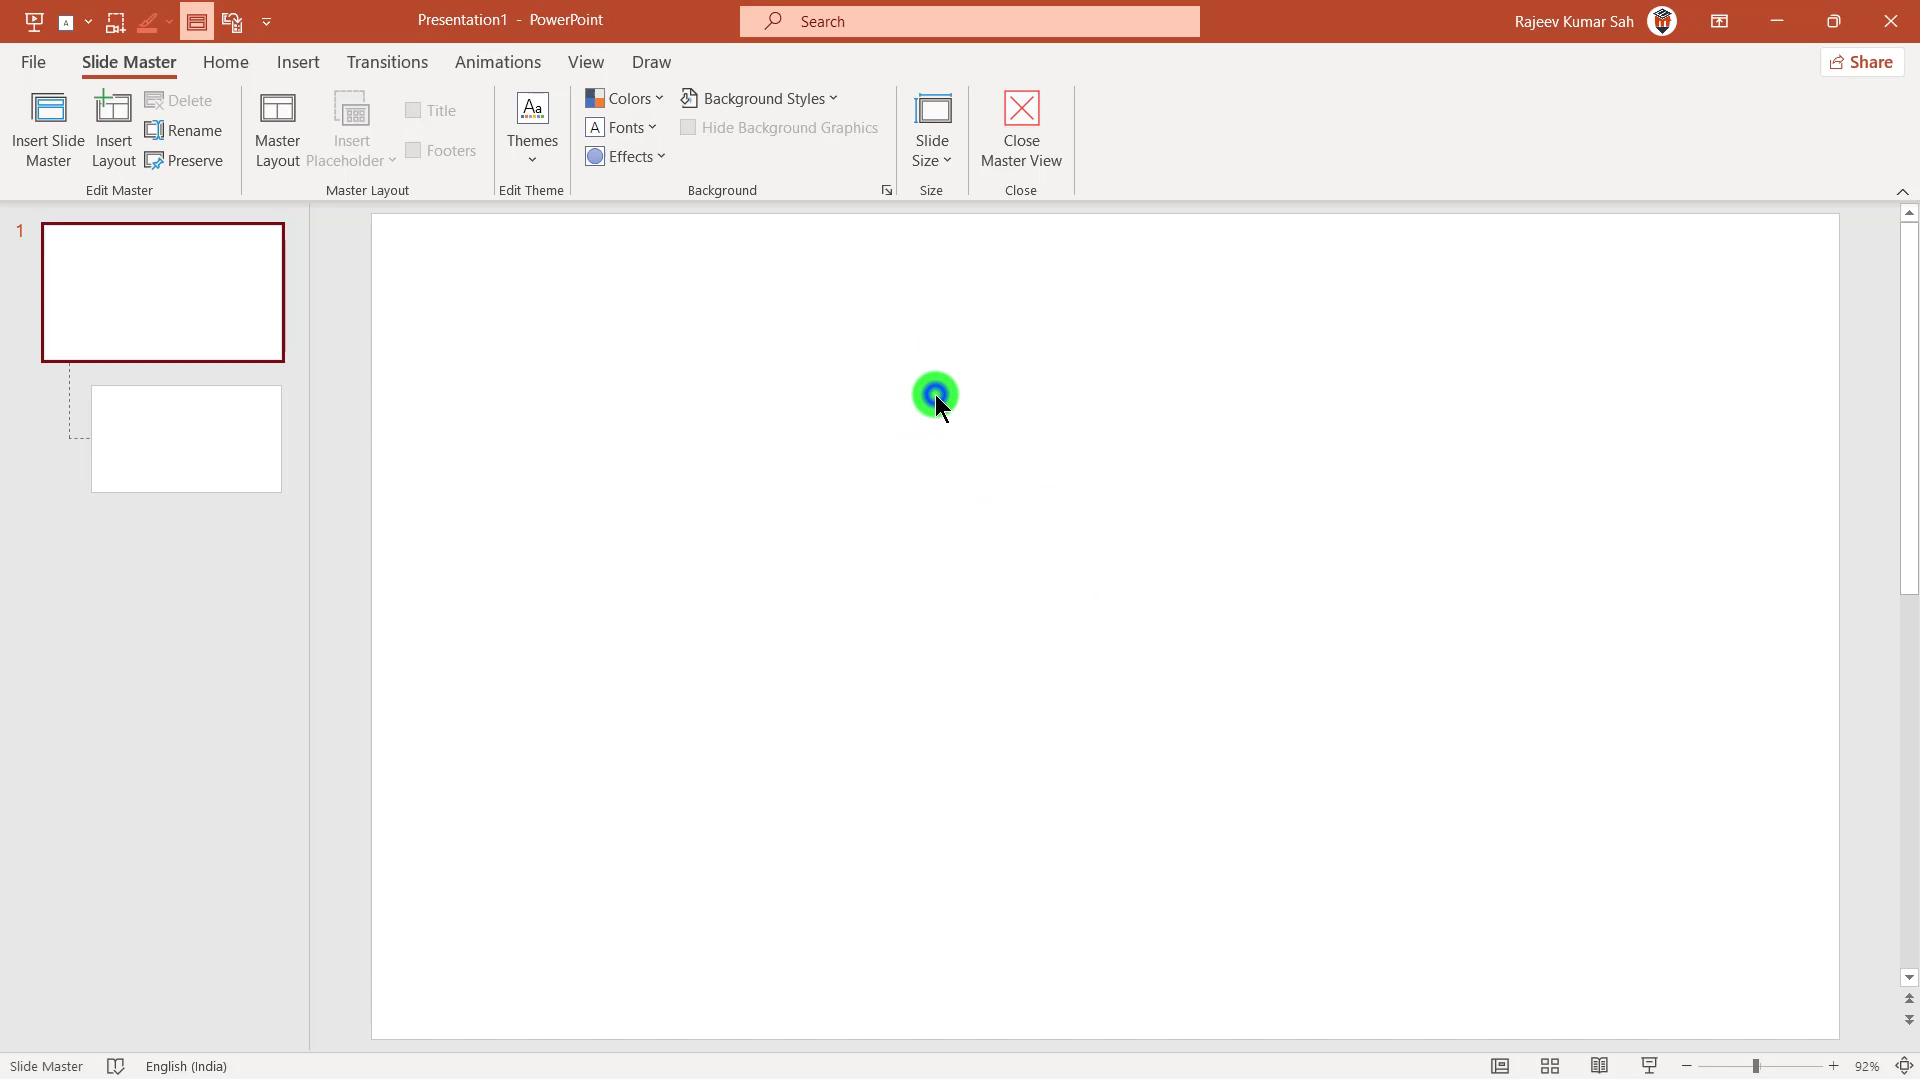 Presentation1 - PowerPoint
Search
Rajeev Kumar Sah
File
Slide Master
Home
Insert
Transitions
Animations
View
Draw
Share
Insert Slide
Master
Insert
Layout
Delete
Rename
Preserve
Edit Master
Master
Layout
Insert
Placeholder
Title
Footers
Master Layout
Aa
Themes
Edit Theme
Colors
A Fonts
Effects
Background Styles
Hide Background Graphics
Background
Slide
Size
Size
Close
Master View
Close
1
Slide Master
English (India)
92%